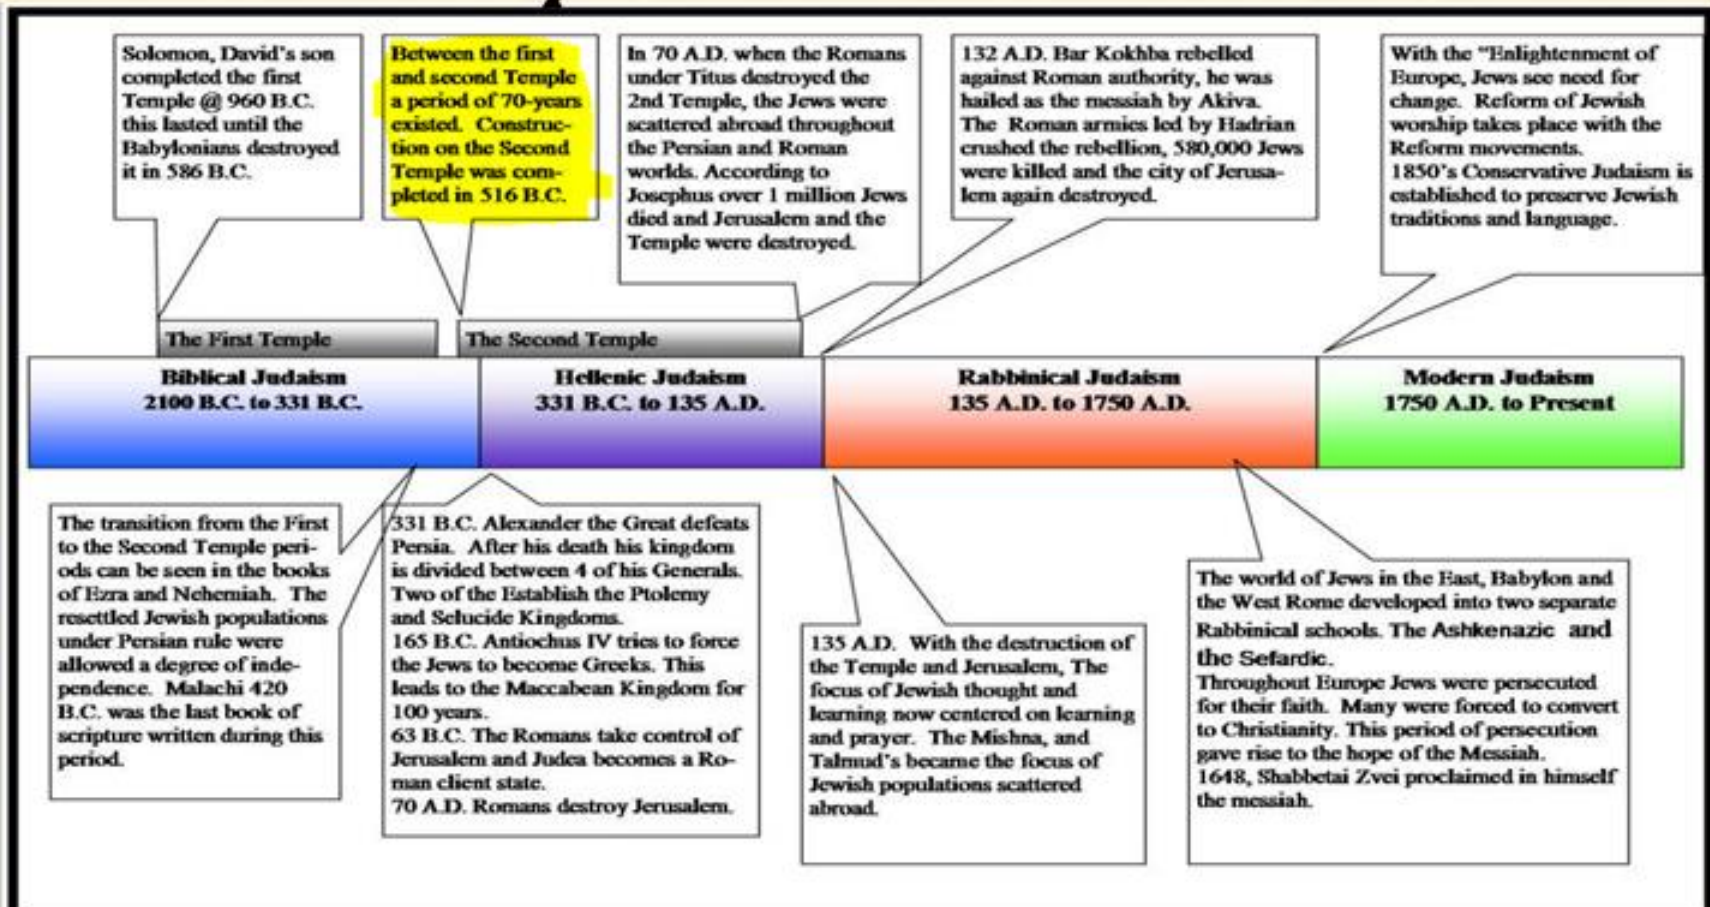 Solomon, David's son
completed the first
Temple @ 960 B.C.
this lasted until the
Babylonians destroyed
it in 586 B.C.
Between the first
and second Temple
a period of 70-years
existed. Construc-
tion on the Second
Temple was com-
pleted in 516 B.C.
In 70 A.D. when the Romans
under Titus destroyed the
2nd Temple, the Jews were
scattered abroad throughout
the Persian and Roman
worlds. According to
Josephus over 1 million Jews
died and Jerusalem and the
Temple were destroyed.
132 A.D. Bar Kokhba rebelled
against Roman authority, he was
hailed as the messiah by Akiva.
The Roman armies led by Hadrian
crushed the rebellion, 580,000 Jews
were killed and the city of Jerusa-
lem again destroyed.
With the "Enlightenment of
Europe, Jews see need for
change. Reform of Jewish
worship takes place with the
Reform movements.
1850's Conservative Judaism is
established to preserve Jewish
traditions and language.
The First Temple
The Second Temple
Biblical Judaism
2100 B.C. to 331 B.C.
Hellenic Judaism
331 B.C. to 135 A.D.
Rabbinical Judaism
135 A.D. to 1750 A.D.
Modern Judaism
1750 A.D. to Present
The transition from the First
to the Second Temple peri-
ods can be seen in the books
of Ezra and Nehemiah. The
resettled Jewish populations
under Persian rule were
allowed a degree of inde-
pendence. Malachi 420
B.C. was the last book of
scripture written during this
period.
331 B.C. Alexander the Great defeats
Persia. After his death his kingdom
is divided between 4 of his Generals.
Two of the Establish the Ptolemy
and Selucide Kingdoms.
165 B.C. Antiochus IV tries to force
the Jews to become Greeks. This
leads to the Maccabean Kingdom for
100 years.
63 B.C. The Romans take control of
Jerusalem and Judea becomes a Ro-
man client state.
70 A.D. Romans destroy Jerusalem.
135 A.D. With the destruction of
the Temple and Jerusalem, The
focus of Jewish thought and
learning now centered on learning
and prayer. The Mishna, and
Talmud's became the focus of
Jewish populations scattered
abroad.
The world of Jews in the East, Babylon and
the West Rome developed into two separate
Rabbinical schools. The Ashkenazic and
the Sefardic.
Throughout Europe Jews were persecuted
for their faith. Many were forced to convert
to Christianity. This period of persecution
gave rise to the hope of the Messiah.
1648, Shabbetai Zvei proclaimed in himself
the messiah.